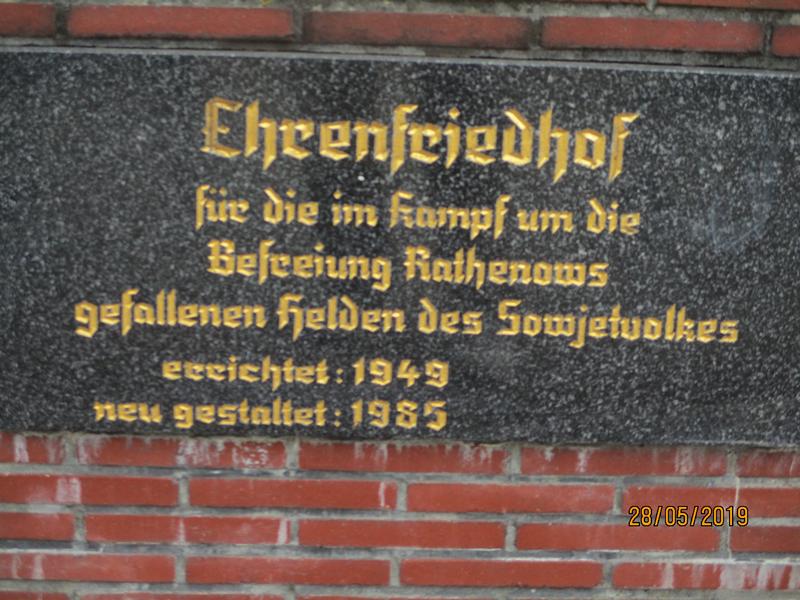 Ehrenfriedhof
für die im Kampf um die
Befreiung Rathenows
gefallenen Helden des Sowjetvolkes
errichtet: 1949
neu gestaltet: 1985
28/05/2019